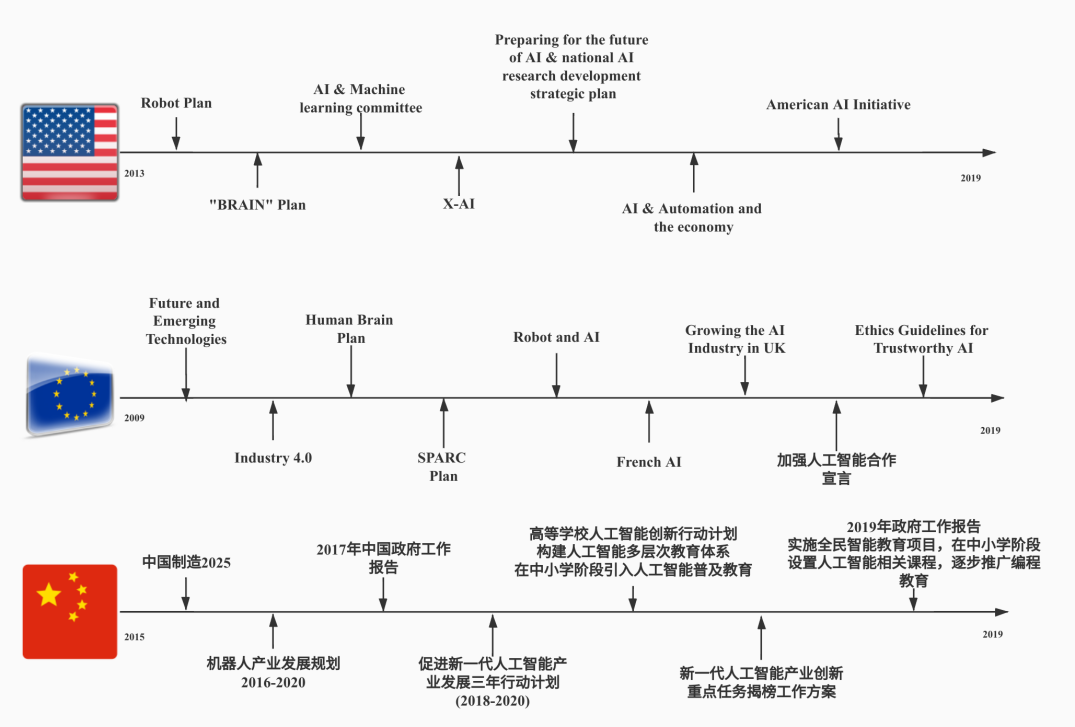 Robot Plan
AI & Machine
learning committee
Preparing for the future
of AI & national AI
research development
strategic plan
American AI Initiative
2013
2019
"BRAIN" Plan
X-AI
AI & Automation and
the economy
Future and
Emerging
Technologies
Human Brain
Plan
Robot and AI
Growing the AI
Industry in UK
Ethics Guidelines for
Trustworthy AI
2009
2019
Industry 4.0
SPARC
Plan
French AI
加强人工智能合作
宣言
中国制造2025
2017年中国政府工作
报告
高等学校人工智能创新行动计划
构建人工智能多层次教育体系
在中小学阶段引入人工智能普及教育
2019年政府工作报告
实施全民智能教育项目，在中小学阶段
设置人工智能相关课程，逐步推广编程
教育
2015
2019
机器人产业发展规划
2016-2020
促进新一代人工智能产
业发展三年行动计划
(2018-2020)
新一代人工智能产业创新
重点任务揭榜工作方案